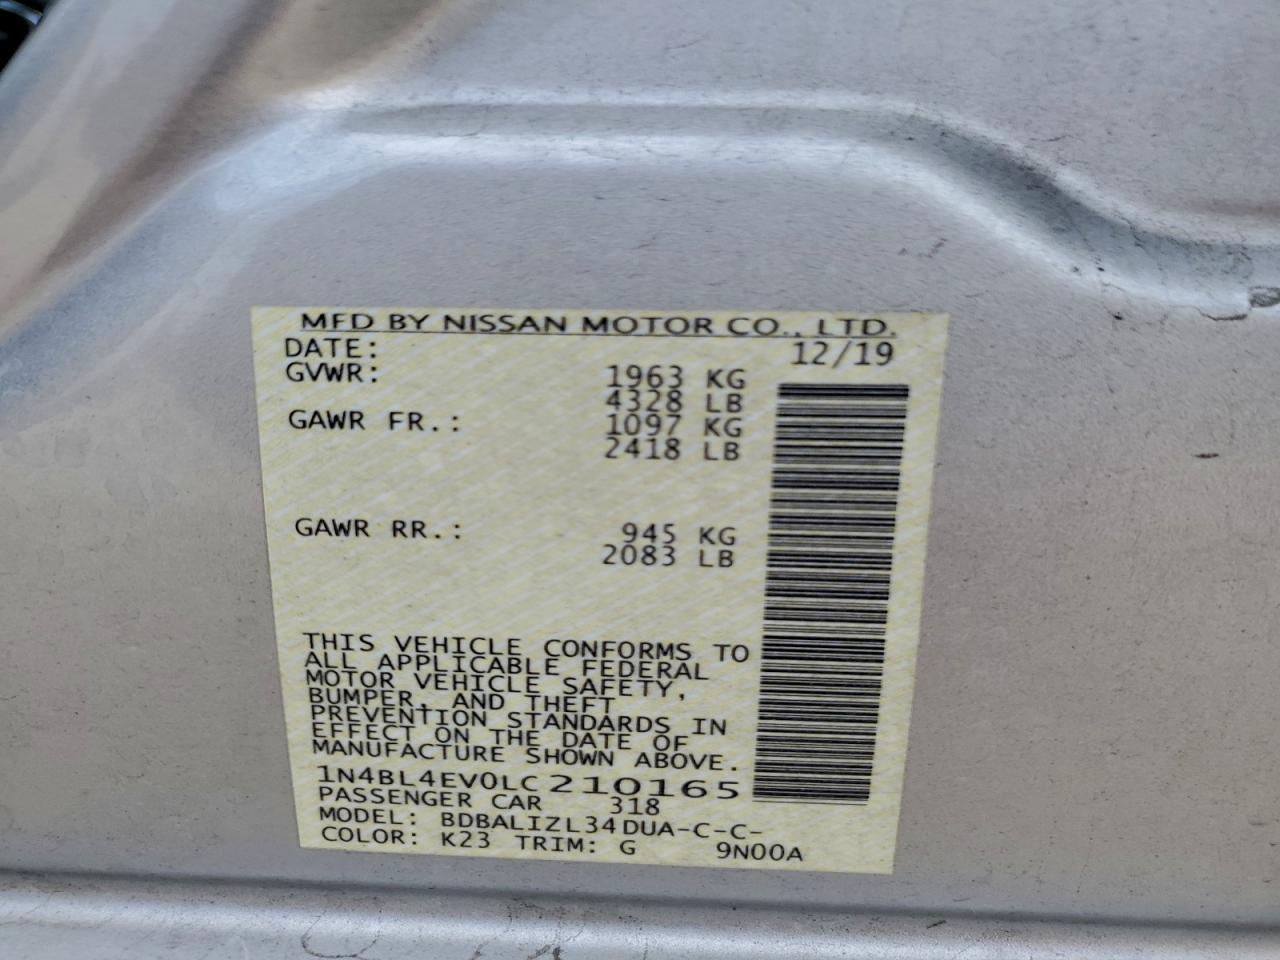 MFD BY NISSAN MOTOR CO., LTD.
DATE: 12/19
GVWR: 1963 KG
4328 LB
GAWR FR.: 1097 KG
2418 LB
GAWR RR.: 945 KG
2083 LB
THIS VEHICLE CONFORMS TO
ALL APPLICABLE FEDERAL
MOTOR VEHICLE SAFETY,
BUMPER, AND THEFT
PREVENTION STANDARDS IN
EFFECT ON THE DATE OF
MANUFACTURE SHOWN ABOVE.
1N4BL4EV0LC210165
PASSENGER CAR 318
MODEL: BDBALIZL34DUA-C-C-
COLOR: K23 TRIM: G 9N00A